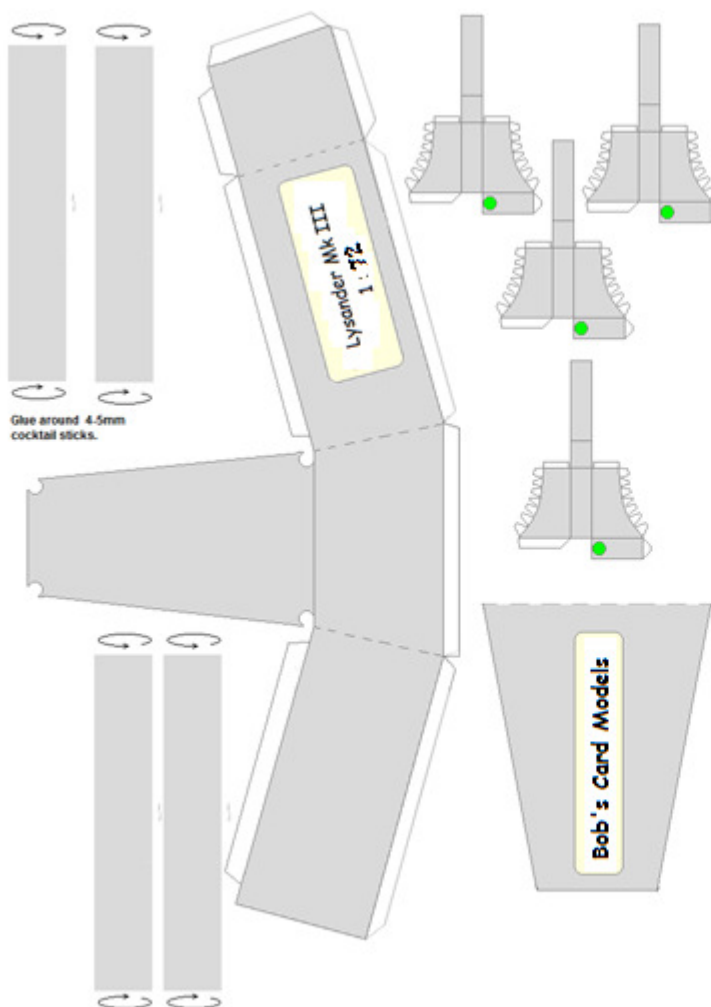 Lysander Mk III
1 : 72
Glue around 4-5mm
cocktail sticks.
Bob's Card Models